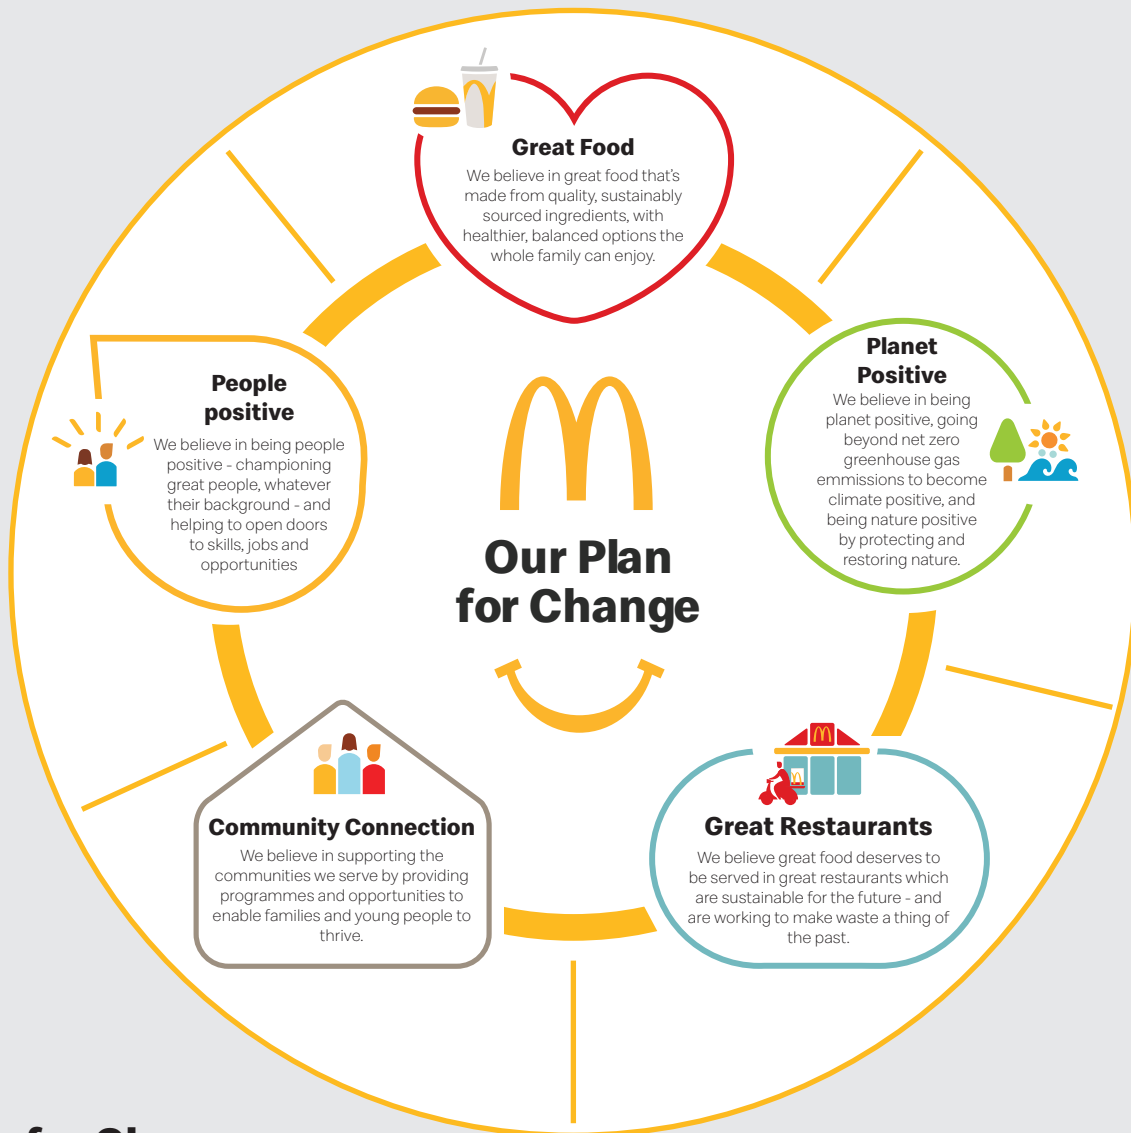 Great Food
We believe in great food that's
made from quality, sustainably
sourced ingredients, with
healthier, balanced options the
whole family can enjoy.
People
positive
We believe in being people
positive - championing
great people, whatever
their background - and
helping to open doors
to skills, jobs and
opportunities
Planet
Positive
We believe in being
planet positive, going
beyond net zero
greenhouse gas
emmissions to become
climate positive, and
being nature positive
by protecting and
restoring nature.
Our Plan
for Change
Community Connection
We believe in supporting the
communities we serve by providing
programmes and opportunities to
enable families and young people to
thrive.
Great Restaurants
We believe great food deserves to
be served in great restaurants which
are sustainable for the future - and
are working to make waste a thing of
the past.